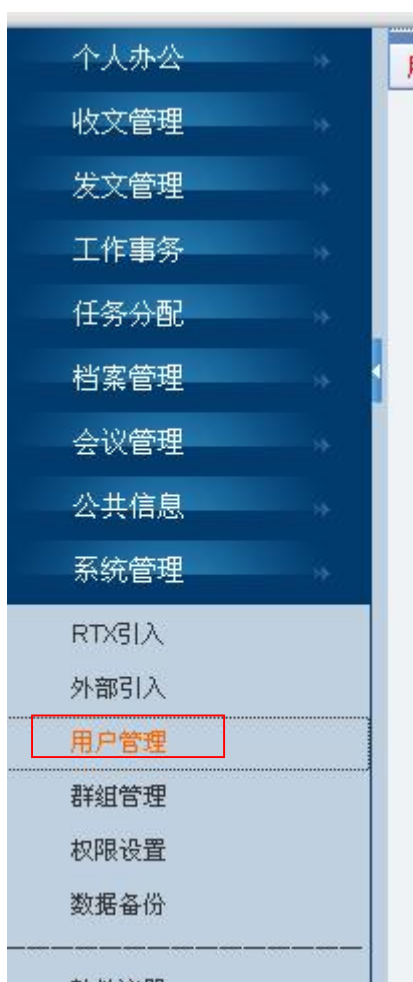 个人办公
收文管理
发文管理
工作事务
任务分配
档案管理
会议管理
公共信息
系统管理
RTX引入
外部引入
用户管理
群组管理
权限设置
数据备份